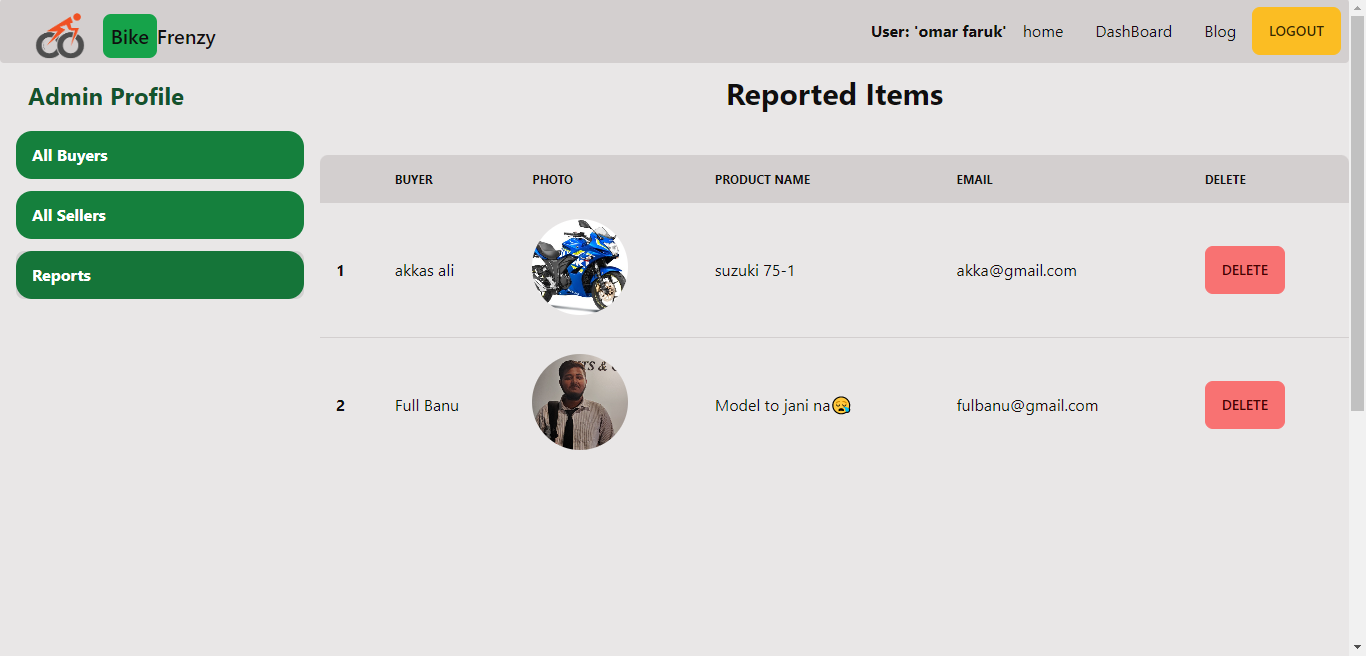 Bike Frenzy User: 'omar faruk' home DashBoard Blog LOGOUT
Admin Profile
All Buyers
All Sellers
Reports
Reported Items
BUYER PHOTO PRODUCT NAME EMAIL DELETE
1 akkas ali suzuki 75-1 akka@gmail.com DELETE
2 Full Banu Model to jani na😪 fulbanu@gmail.com DELETE